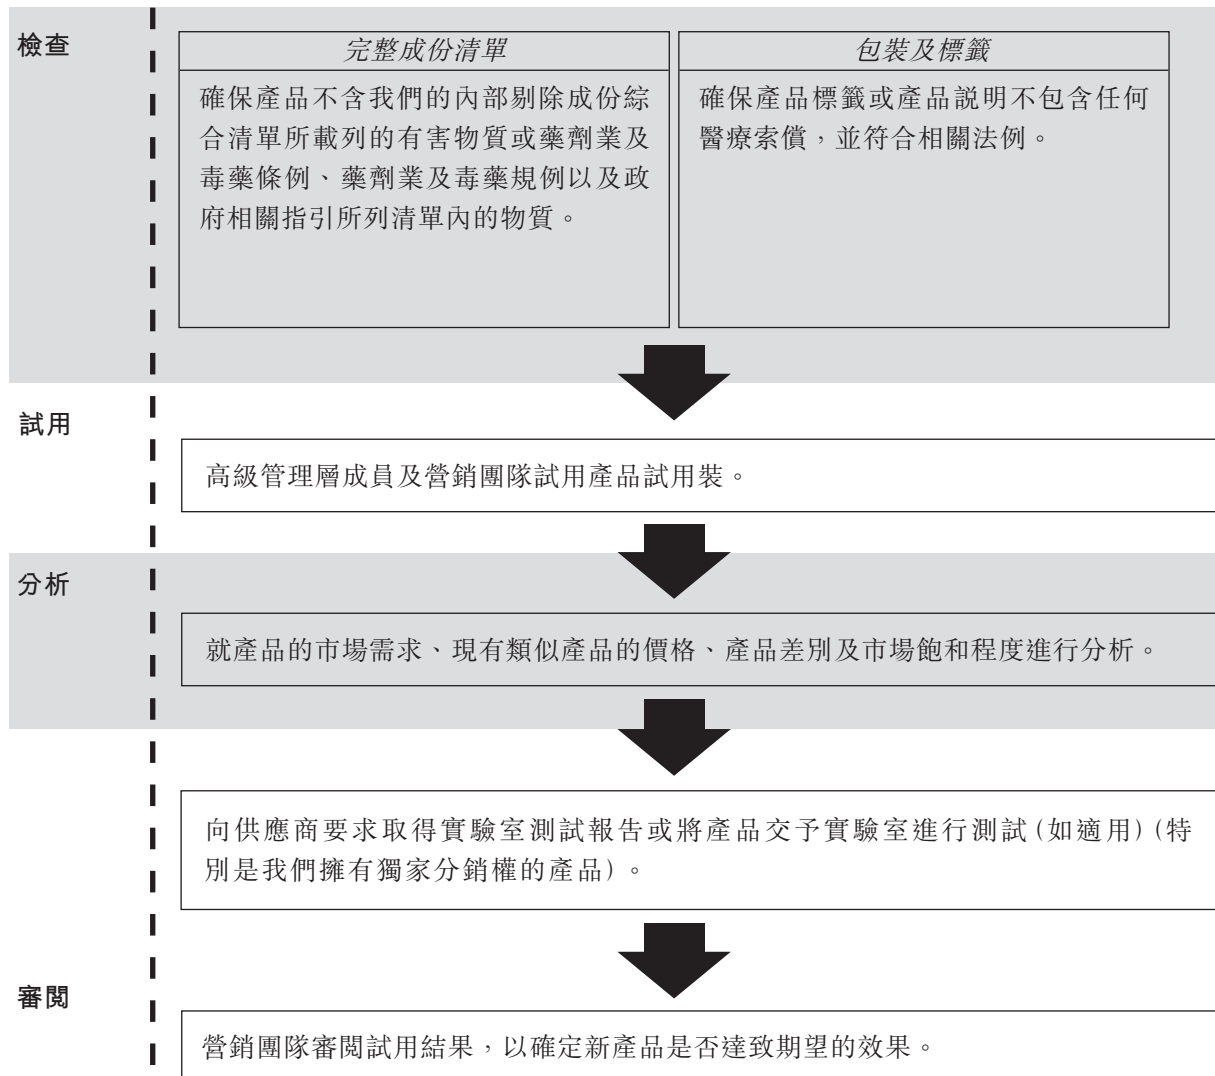 檢查
完整成份清單
確保產品不含我們的內部剔除成份綜
合清單所載列的有害物質或藥劑業及
毒藥條例、藥劑業及毒藥規例以及政
府相關指引所列清單內的物質。
包裝及標籤
確保產品標籤或產品説明不包含任何
醫療索償，並符合相關法例。
試用
高級管理層成員及營銷團隊試用產品試用裝。
分析
就產品的市場需求、現有類似產品的價格、產品差別及市場飽和程度進行分析。
向供應商要求取得實驗室測試報告或將產品交予實驗室進行測試(如適用)(特
別是我們擁有獨家分銷權的產品)。
審閱
營銷團隊審閱試用結果，以確定新產品是否達致期望的效果。